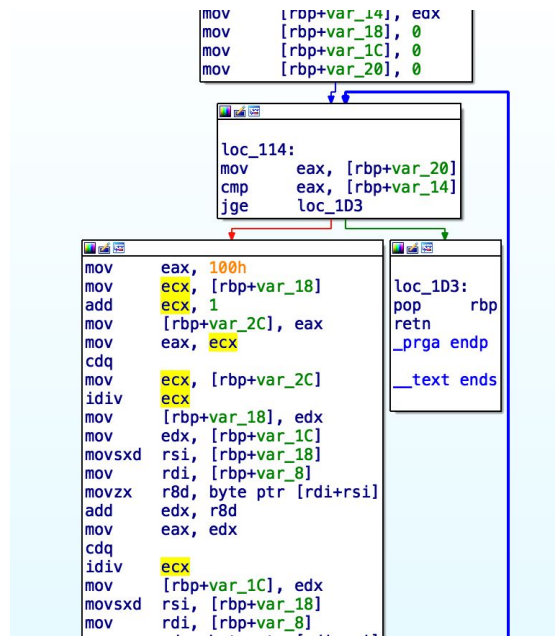 mov [rbp+var_14], edx
mov [rbp+var_18], 0
mov [rbp+var_1C], 0
mov [rbp+var_20], 0
loc_114:
mov eax, [rbp+var_20]
cmp eax, [rbp+var_14]
jge loc_1D3
mov eax, 100h
mov ecx, [rbp+var_18]
add ecx, 1
mov [rbp+var_2C], eax
mov eax, ecx
cdq
mov ecx, [rbp+var_2C]
idiv ecx
mov [rbp+var_18], edx
mov edx, [rbp+var_1C]
movsxd rsi, [rbp+var_18]
mov rdi, [rbp+var_8]
movzx r8d, byte ptr [rdi+rsi]
add edx, r8d
mov eax, edx
cdq
idiv ecx
mov [rbp+var_1C], edx
movsxd rsi, [rbp+var_18]
mov rdi, [rbp+var_8]
loc_1D3:
pop rbp
retn
_prga endp
__text ends